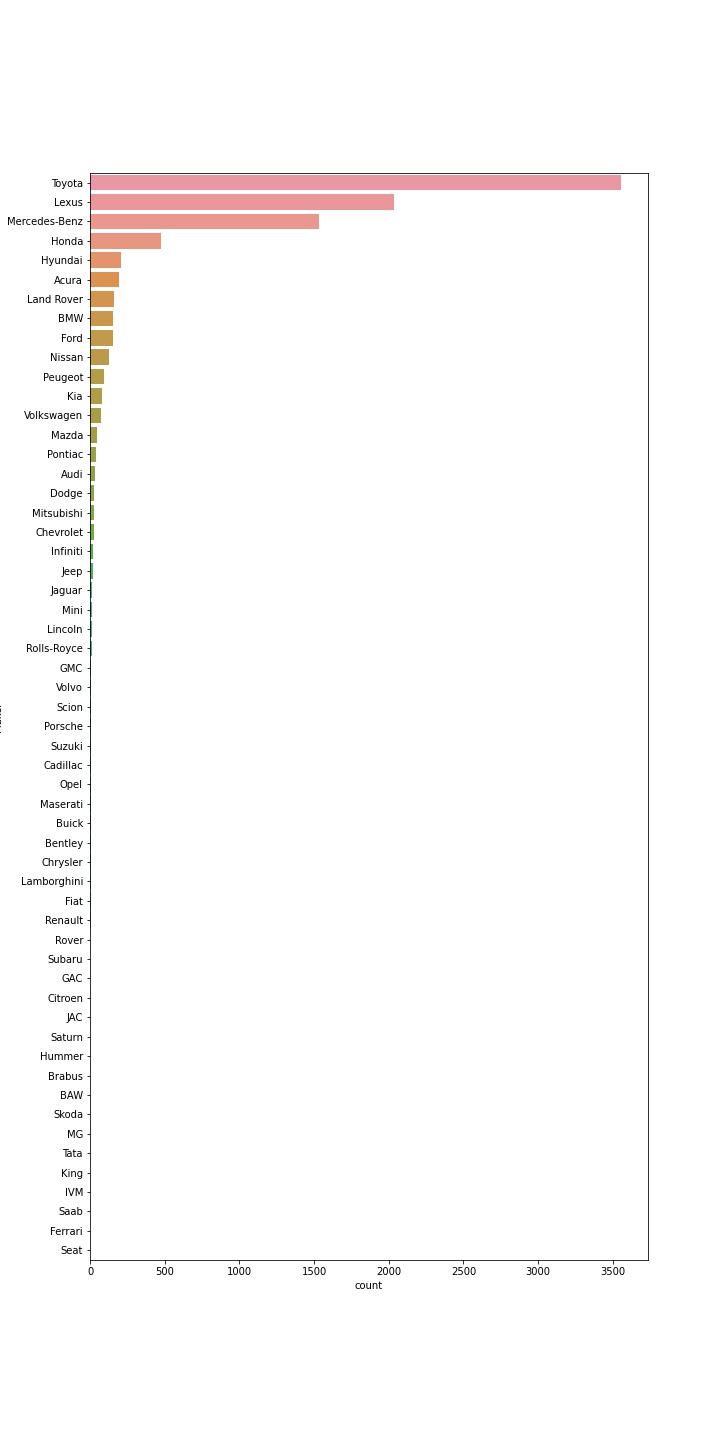 Toyota
Lexus
Mercedes-Benz
Honda
Hyundai
Acura
Land Rover
BMW
Ford
Nissan
Peugeot
Kia
Volkswagen
Mazda
Pontiac
Audi
Dodge
Mitsubishi
Chevrolet
Infiniti
Jeep
Jaguar
Mini
Lincoln
Rolls-Royce
GMC
Volvo
Scion
Porsche
Suzuki
Cadillac
Opel
Maserati
Buick
Bentley
Chrysler
Lamborghini
Fiat
Renault
Rover
Subaru
GAC
Citroen
JAC
Saturn
Hummer
Brabus
BAW
Skoda
MG
Tata
King
IVM
Saab
Ferrari
Seat
0 500 1000 1500 2000 2500 3000 3500
count